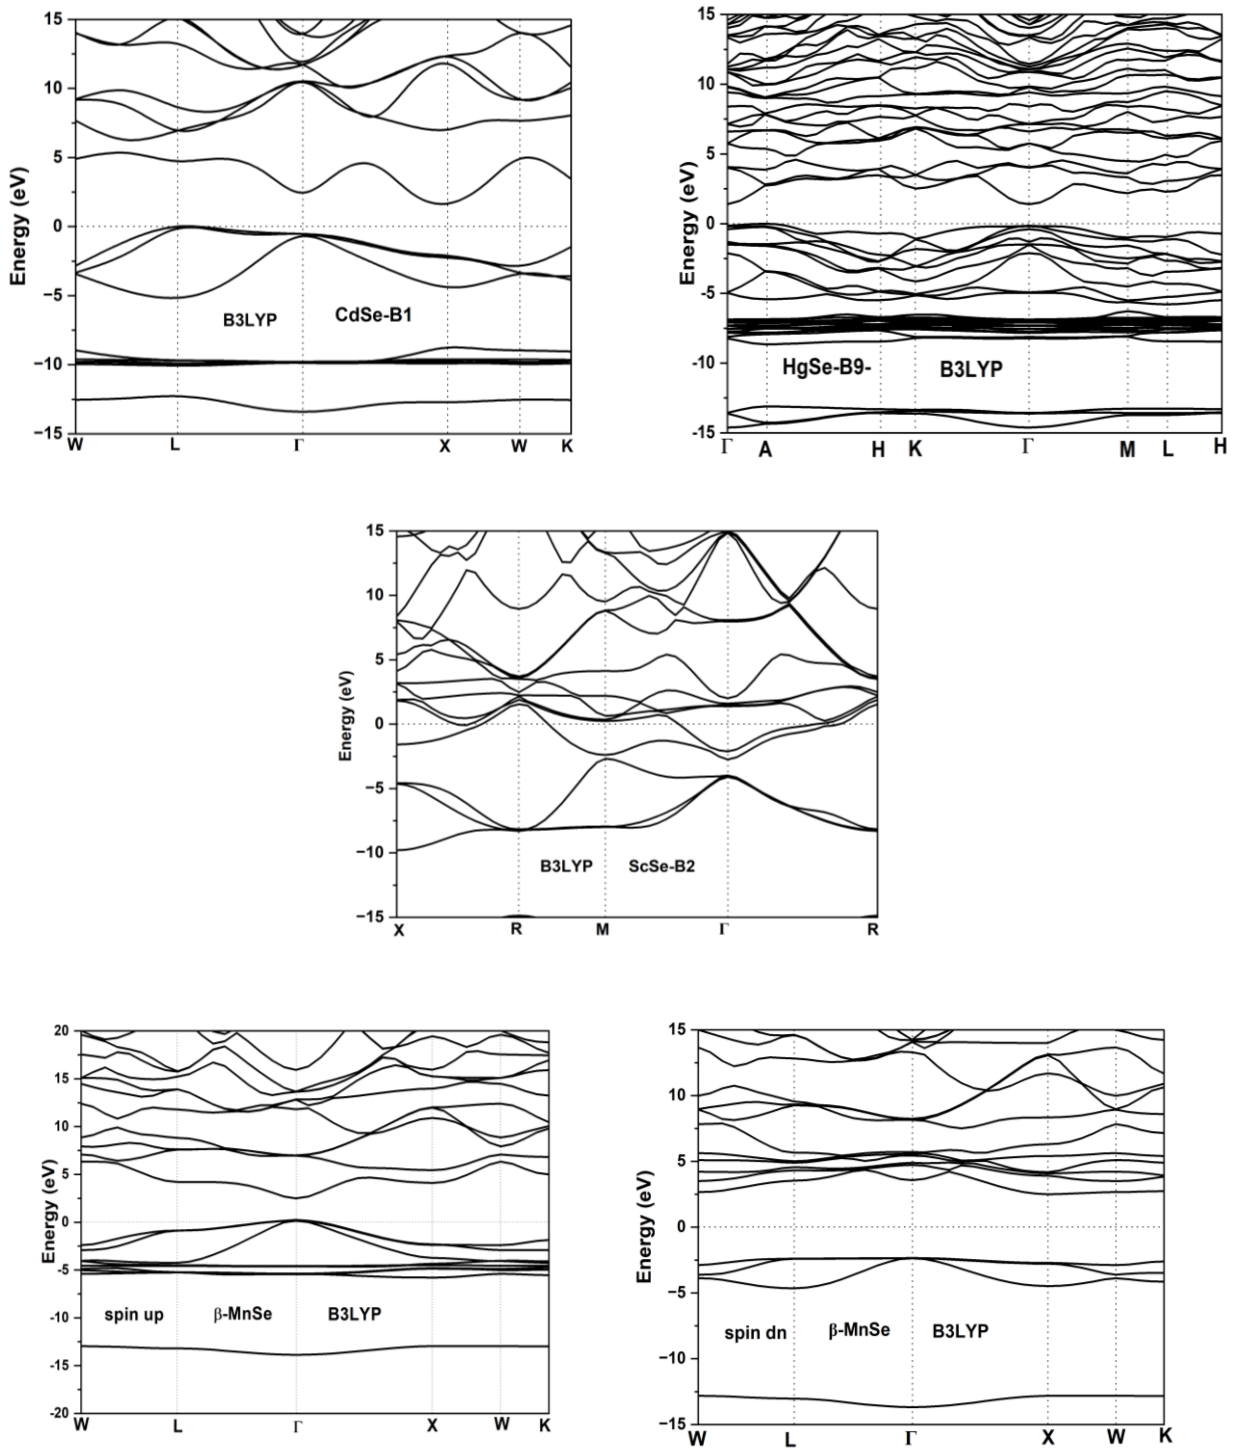 15
10
5
0
−5
−10
−15
Energy (eV)
B3LYP
CdSe-B1
W L Γ X W K
15
10
5
0
-5
-10
-15
Energy (eV)
HgSe-B9-
B3LYP
Γ A H K Γ M L H
15
10
5
0
−5
−10
−15
Energy (eV)
B3LYP
ScSe-B2
X R M Γ R
20
15
10
5
0
-5
-10
-15
-20
Energy (eV)
spin up β-MnSe B3LYP
W L Γ X W K
15
10
5
0
−5
−10
−15
Energy (eV)
spin dn β-MnSe B3LYP
W L Γ X W K